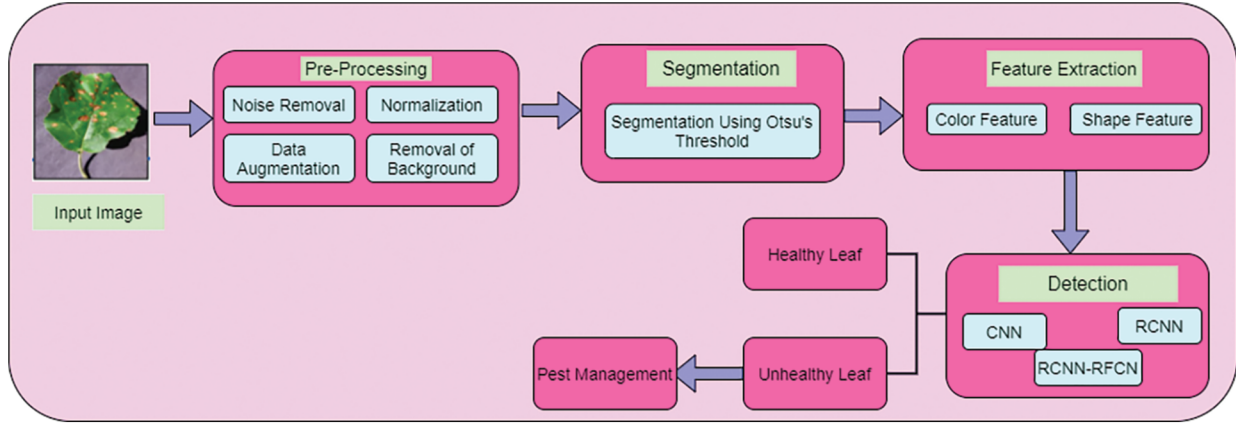 Input Image
Pre-Processing
Noise Removal
Normalization
Data
Augmentation
Removal of
Background
Segmentation
Segmentation Using Otsu's
Threshold
Feature Extraction
Color Feature
Shape Feature
Detection
CNN
RCNN
RCNN-RFCN
Healthy Leaf
Unhealthy Leaf
Pest Management